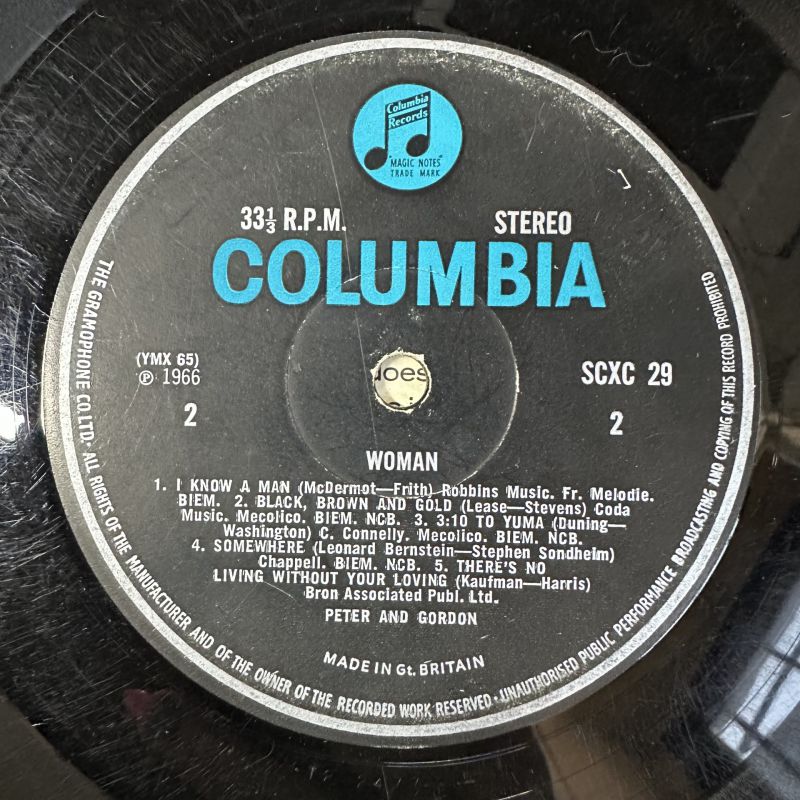 Columbia
Records
"MAGIC NOTES"
TRADE MARK
33⅓ R.P.M. STEREO
COLUMBIA
(YMX 65)
℗ 1966
SCXC 29
2 2
WOMAN
1. I KNOW A MAN (McDermot—Frith) Robbins Music. Fr. Melodie.
BIEM. 2. BLACK, BROWN AND GOLD (Lease—Stevens) Coda
Music. Mecolico. BIEM. NCB. 3. 3:10 TO YUMA (Duning—
Washington) C. Connelly. Mecolico. BIEM. NCB.
4. SOMEWHERE (Leonard Bernstein—Stephen Sondheim)
Chappell. BIEM. NCB. 5. THERE'S NO
LIVING WITHOUT YOUR LOVING (Kaufman—Harris)
Bron Associated Publ. Ltd.
PETER AND GORDON
MADE IN Gt. BRITAIN
THE GRAMOPHONE CO. LTD. ALL RIGHTS OF THE MANUFACTURER AND OF THE OWNER OF THE RECORDED WORK RESERVED · UNAUTHORISED PUBLIC PERFORMANCE BROADCASTING AND COPYING OF THIS RECORD PROHIBITED